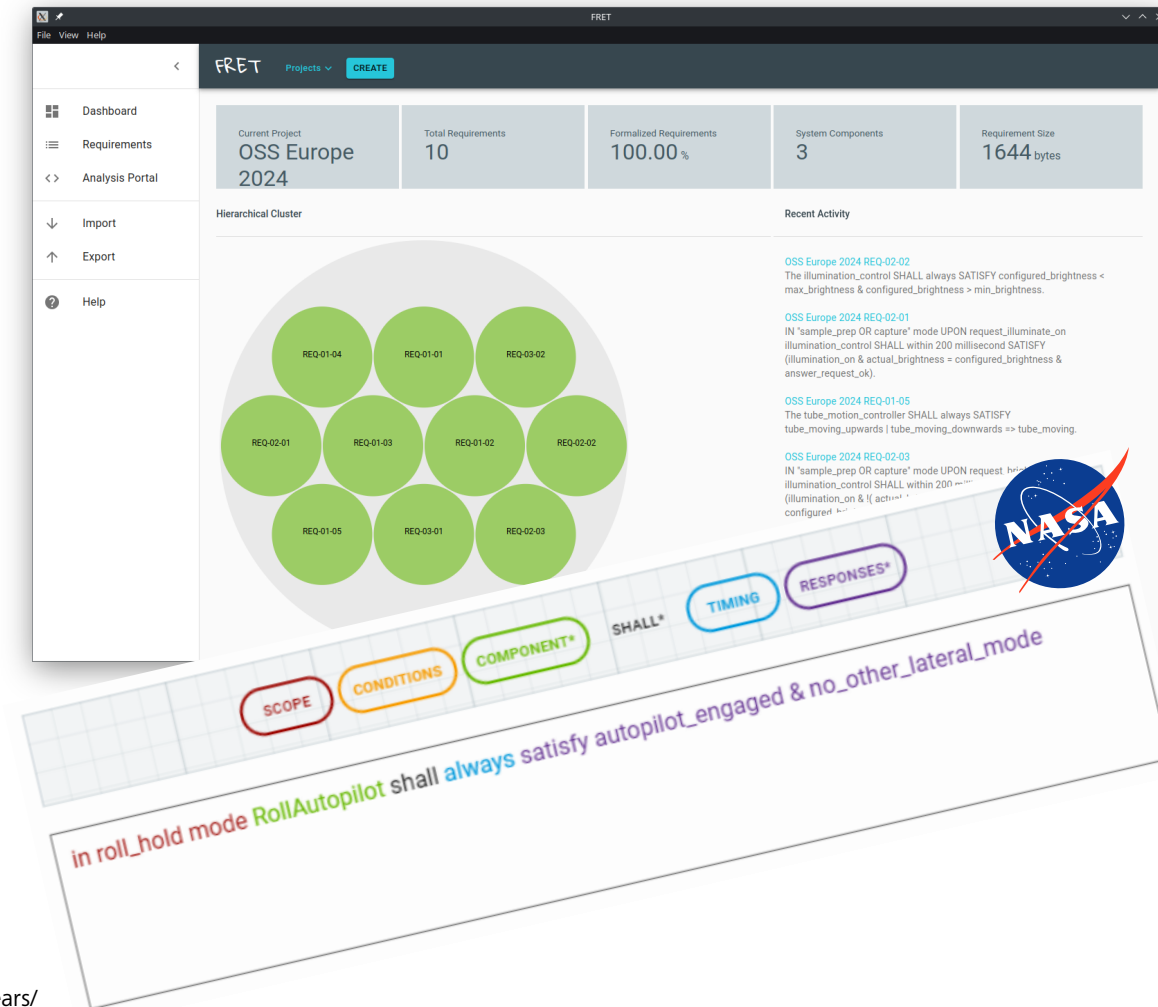 FRET
File View Help
FRET Projects CREATE
Dashboard
Requirements
Analysis Portal
Import
Export
Help
Current Project
OSS Europe
2024
Total Requirements
10
Formalized Requirements
100.00 %
System Components
3
Requirement Size
1644 bytes
Hierarchical Cluster
REQ-01-04 REQ-01-01 REQ-03-02
REQ-02-01 REQ-01-03 REQ-01-02 REQ-02-02
REQ-01-05 REQ-03-01 REQ-02-03
Recent Activity
OSS Europe 2024 REQ-02-02
The illumination_control SHALL always SATISFY configured_brightness <
max_brightness & configured_brightness > min_brightness.
OSS Europe 2024 REQ-02-01
IN "sample_prep OR capture" mode UPON request_illuminate_on
illumination_control SHALL within 200 millisecond SATISFY
(illumination_on & actual_brightness = configured_brightness &
answer_request_ok).
OSS Europe 2024 REQ-01-05
The tube_motion_controller SHALL always SATISFY
tube_moving_upwards | tube_moving_downwards => tube_moving.
OSS Europe 2024 REQ-02-03
IN "sample_prep OR capture" mode UPON
illumination_control SHALL within 200
(illumination_on & !(
NASA
SCOPE CONDITIONS COMPONENT* SHALL* TIMING RESPONSES*
in roll_hold mode RollAutopilot shall always satisfy autopilot_engaged & no_other_lateral_mode
ears/